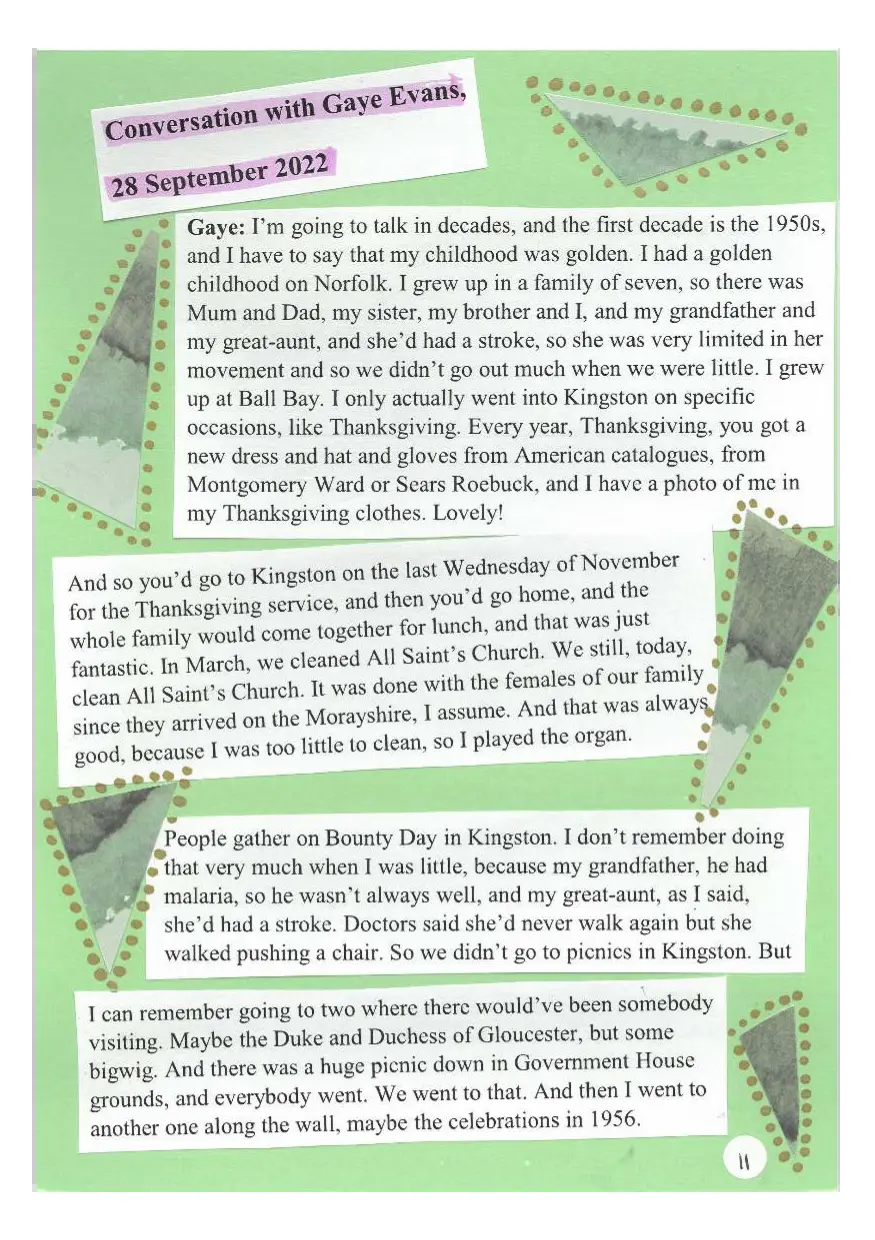 Conversation with Gaye Evans,
28 September 2022
Gaye: I'm going to talk in decades, and the first decade is the 1950s,
and I have to say that my childhood was golden. I had a golden
childhood on Norfolk. I grew up in a family of seven, so there was
Mum and Dad, my sister, my brother and I, and my grandfather and
my great-aunt, and she'd had a stroke, so she was very limited in her
movement and so we didn't go out much when we were little. I grew
up at Ball Bay. I only actually went into Kingston on specific
occasions, like Thanksgiving. Every year, Thanksgiving, you got a
new dress and hat and gloves from American catalogues, from
Montgomery Ward or Sears Roebuck, and I have a photo of me in
my Thanksgiving clothes. Lovely!
And so you'd go to Kingston on the last Wednesday of November
for the Thanksgiving service, and then you'd go home, and the
whole family would come together for lunch, and that was just
fantastic. In March, we cleaned All Saint's Church. We still, today,
clean All Saint's Church. It was done with the females of our family
since they arrived on the Morayshire, I assume. And that was always
good, because I was too little to clean, so I played the organ.
People gather on Bounty Day in Kingston. I don't remember doing
that very much when I was little, because my grandfather, he had
malaria, so he wasn't always well, and my great-aunt, as I said,
she'd had a stroke. Doctors said she'd never walk again but she
walked pushing a chair. So we didn't go to picnics in Kingston. But
I can remember going to two where there would've been somebody
visiting. Maybe the Duke and Duchess of Gloucester, but some
bigwig. And there was a huge picnic down in Government House
grounds, and everybody went. We went to that. And then I went to
another one along the wall, maybe the celebrations in 1956.
11